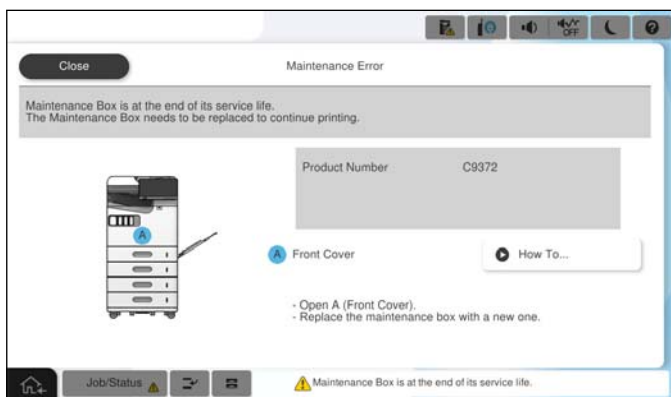 OFF
Close
Maintenance Error
Maintenance Box is at the end of its service life.
The Maintenance Box needs to be replaced to continue printing.
Product Number C9372
A
A Front Cover
How To...
- Open A (Front Cover).
- Replace the maintenance box with a new one.
Job/Status
Maintenance Box is at the end of its service life.